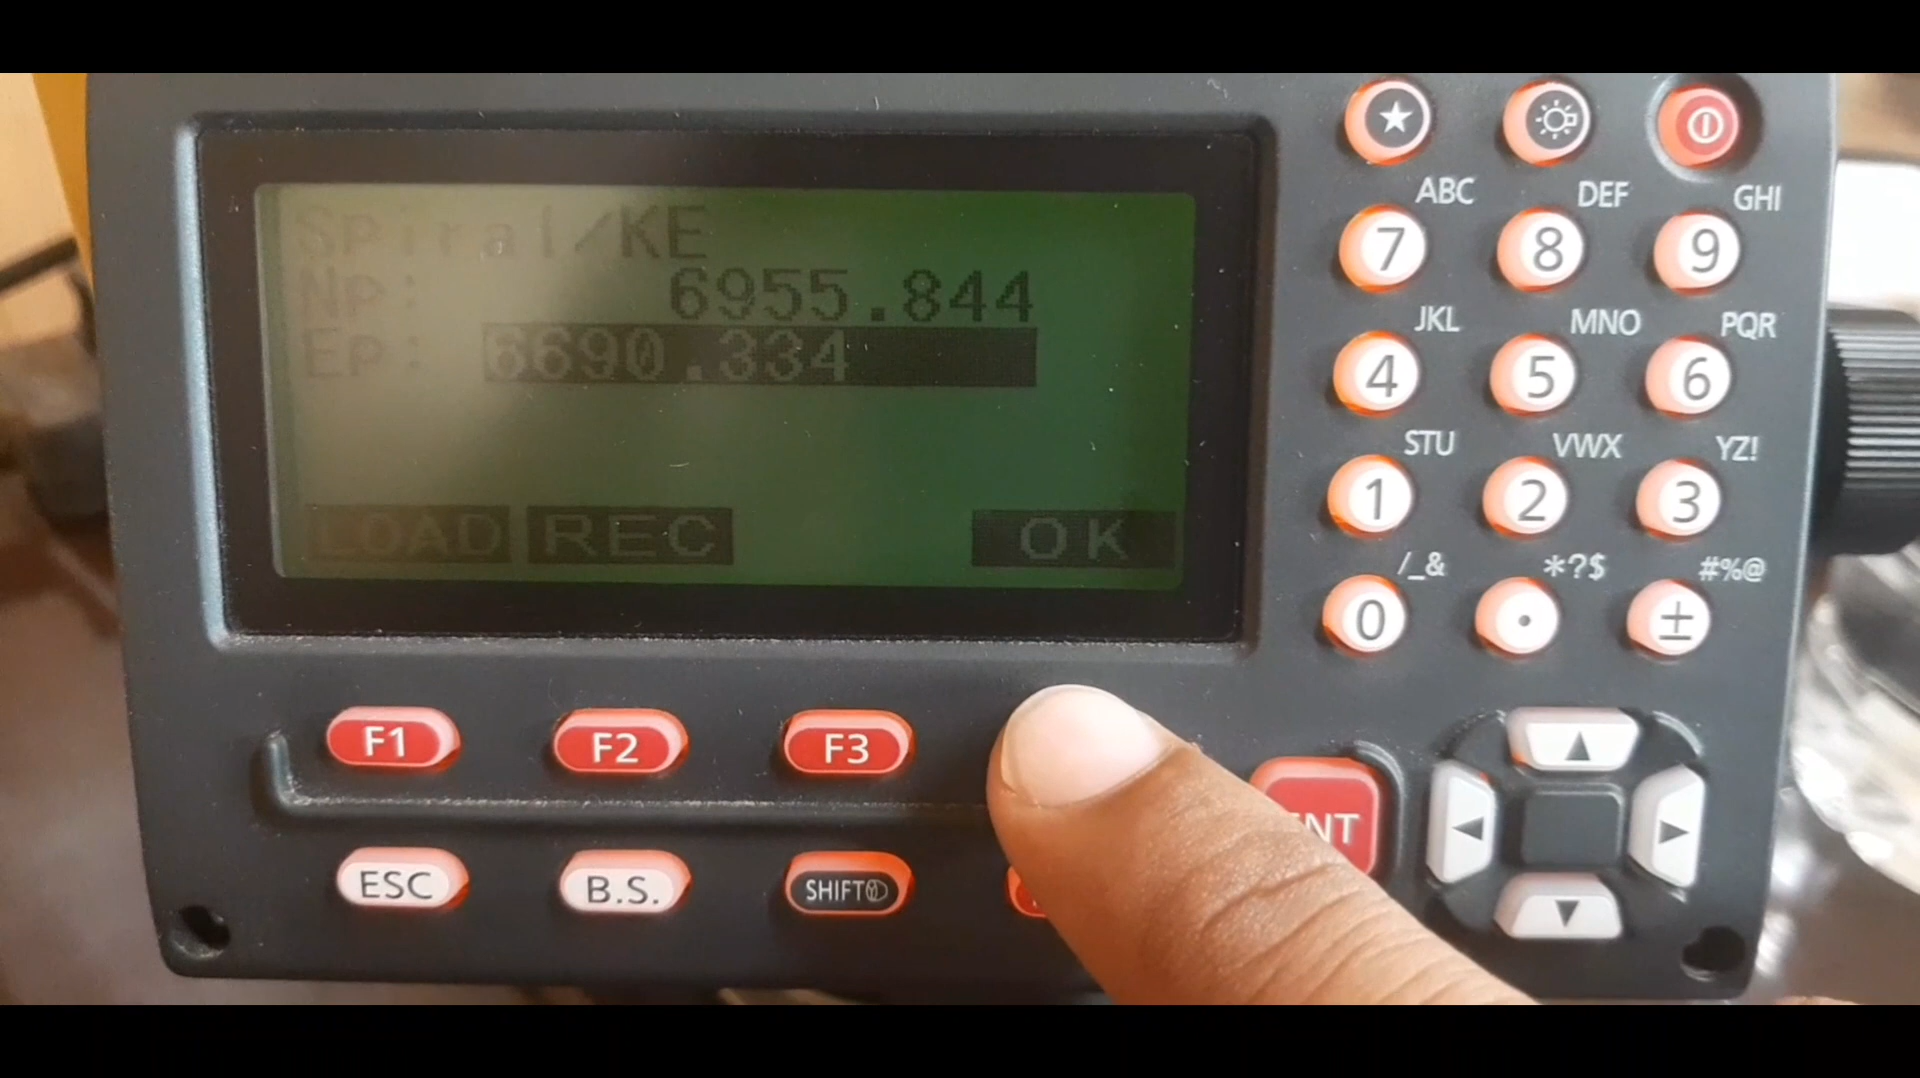 Spiral/KE
Np: 6955.844
Ep: 6690.334
LOAD REC OK
ABC DEF GHI
7 8 9
JKL MNO PQR
4 5 6
STU VWX YZ!
1 2 3
/_& *?$ #%@
0 . ±
F1 F2 F3
ESC B.S. SHIFT